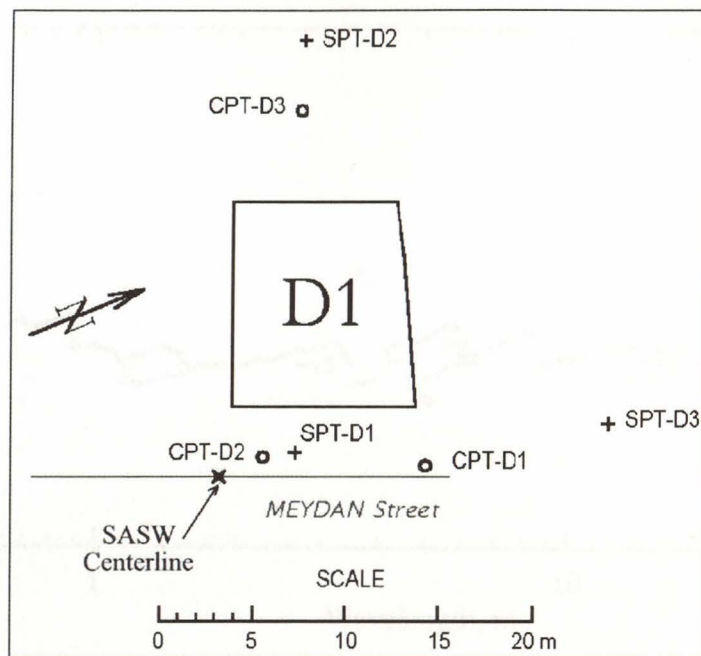 SPT-D2
CPT-D3
D1
N
SPT-D3
SPT-D1
CPT-D2
CPT-D1
MEYDAN Street
SASW
Centerline
SCALE
0 5 10 15 20 m